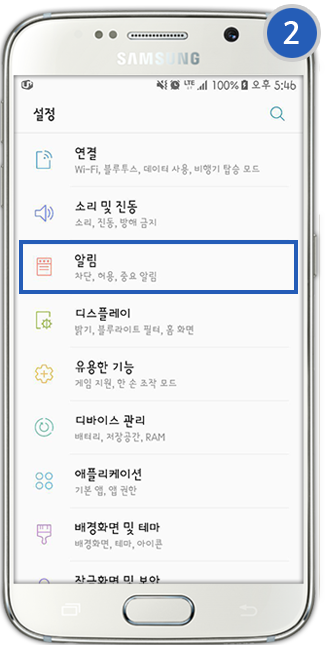 2
SAMSUNG
LTE 100% 오후 5:46
설정
연결
Wi-Fi, 블루투스, 데이터 사용, 비행기 탑승 모드
소리 및 진동
소리, 진동, 방해 금지
알림
차단, 허용, 중요 알림
디스플레이
밝기, 블루라이트 필터, 홈 화면
유용한 기능
게임 지원, 한 손 조작 모드
디바이스 관리
배터리, 저장공간, RAM
애플리케이션
기본 앱, 앱 권한
배경화면 및 테마
배경화면, 테마, 아이콘
잠금화면 및 보안